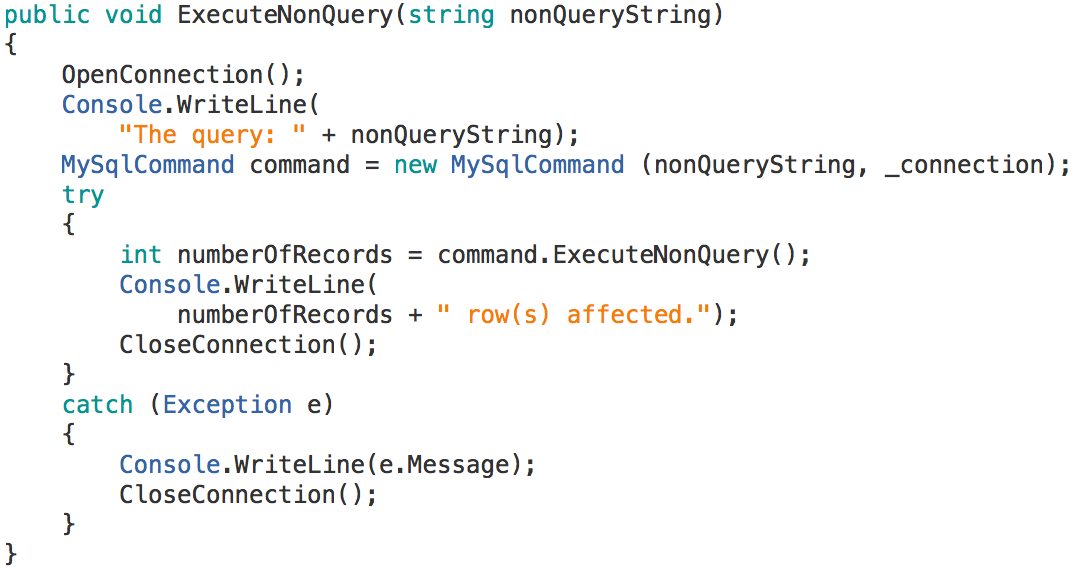 public void ExecuteNonQuery(string nonQueryString)
{
    OpenConnection();
    Console.WriteLine(
        "The query: " + nonQueryString);
    MySqlCommand command = new MySqlCommand (nonQueryString, _connection);
    try
    {
        int numberOfRecords = command.ExecuteNonQuery();
        Console.WriteLine(
            numberOfRecords + " row(s) affected.");
        CloseConnection();
    }
    catch (Exception e)
    {
        Console.WriteLine(e.Message);
        CloseConnection();
    }
}